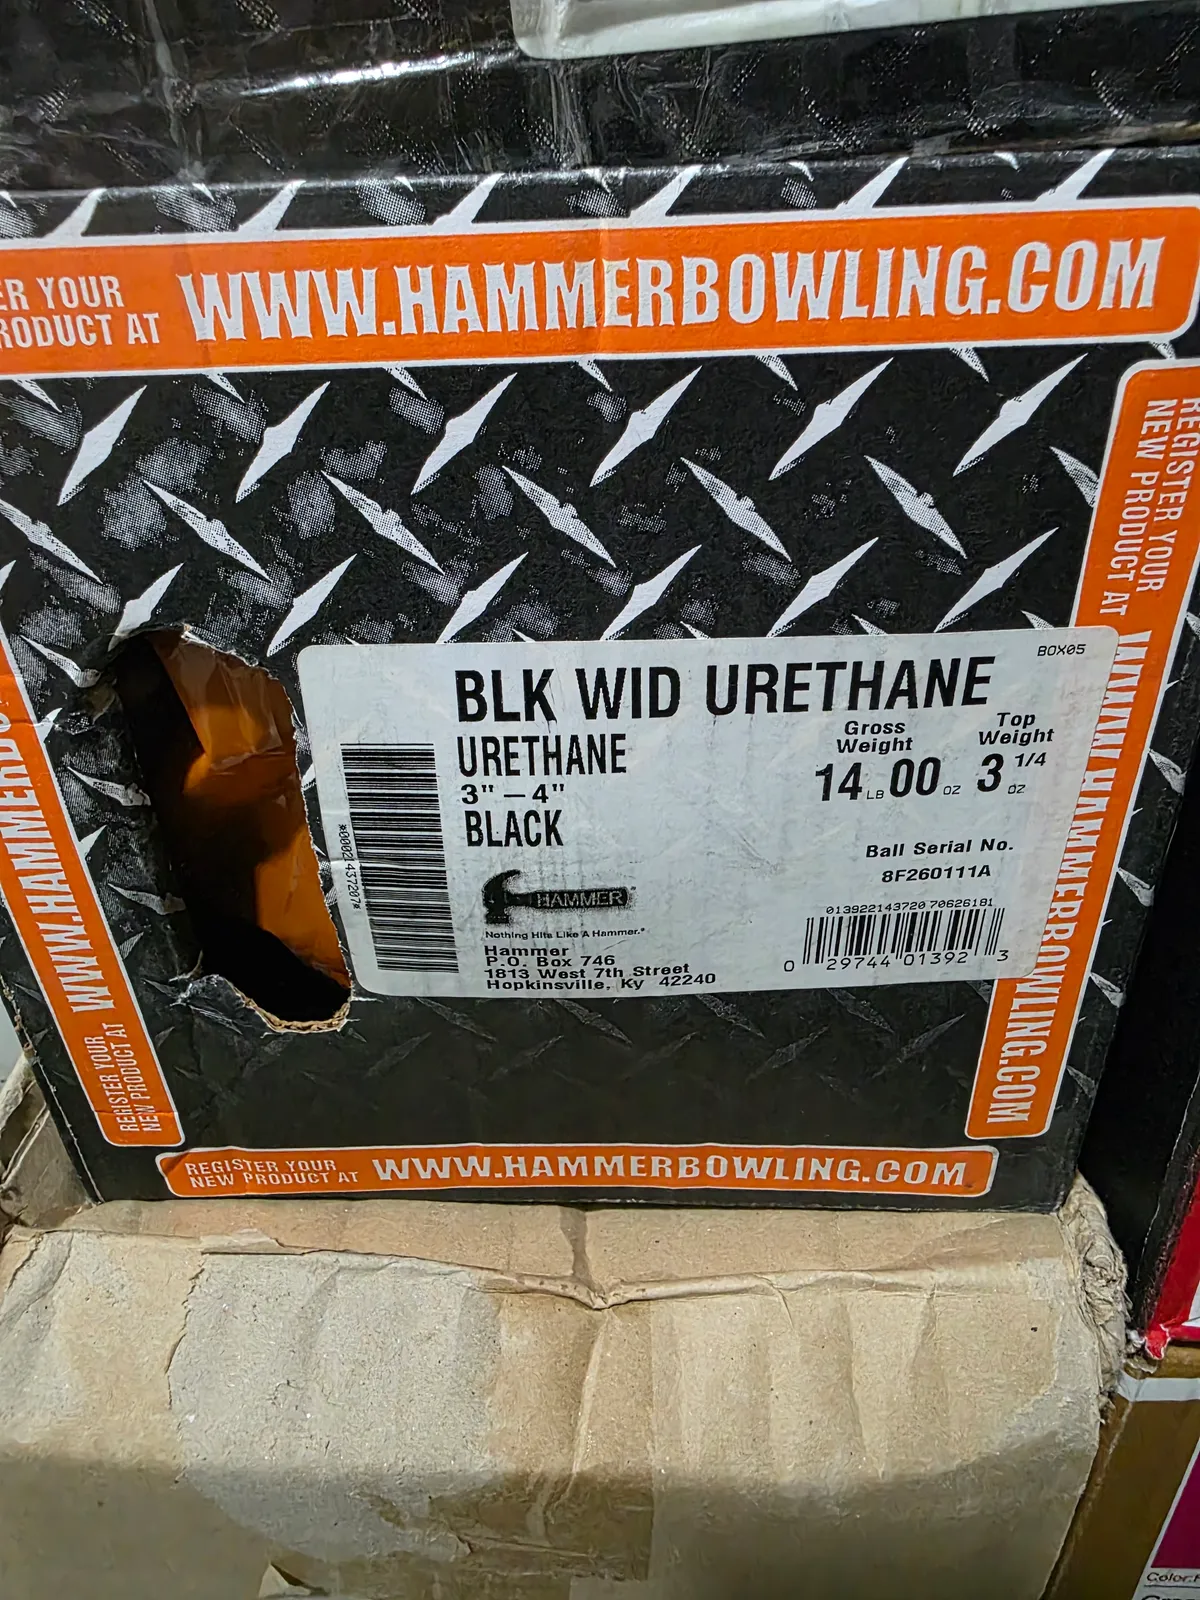 ER YOUR
RODUCT AT
WWW.HAMMERBOWLING.COM
REGISTER YOUR
NEW PRODUCT AT
WWW.HAMMERBOWLING.COM
BOX05
BLK WID URETHANE
URETHANE
3" – 4"
BLACK
Gross
Weight
14 LB 00 OZ
Top
Weight
3 1/4 OZ
Ball Serial No.
8F260111A
HAMMER
Nothing Hits Like A Hammer.®
Hammer
P.O. Box 746
1813 West 7th Street
Hopkinsville, Ky 42240
013922143720 70626181
0 29744 01392 3
WWW.HAMMERBO
REGISTER YOUR
NEW PRODUCT AT
REGISTER YOUR
NEW PRODUCT AT
WWW.HAMMERBOWLING.COM